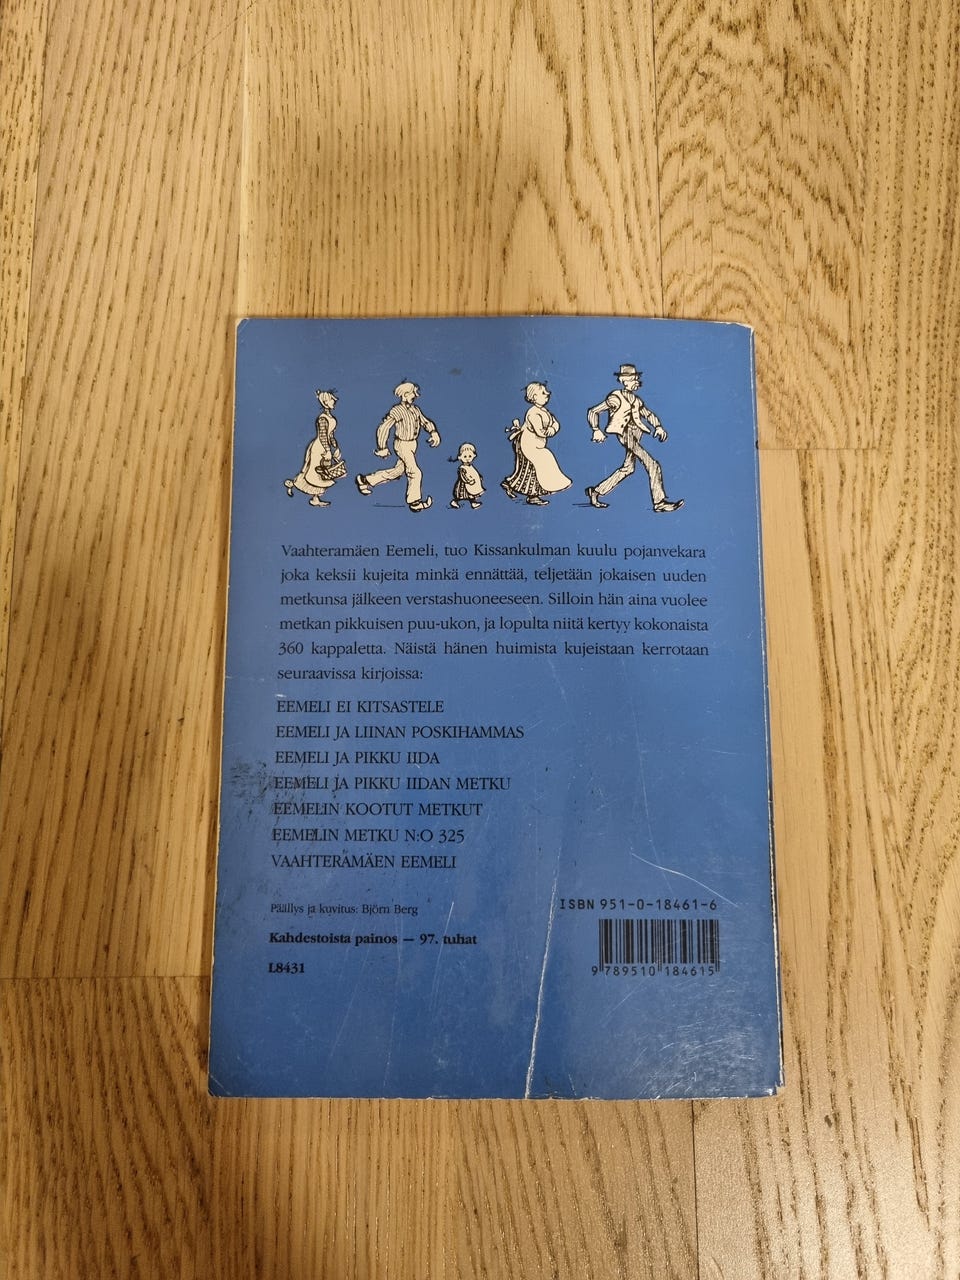 Vaahteramäen Eemeli, tuo Kissankulman kuulu pojanvekara
joka keksii kujeita minkä ennättää, teljetään jokaisen uuden
metkunsa jälkeen verstashuoneeseen. Silloin hän aina vuolee
metkan pikkuisen puu-ukon, ja lopulta niitä kertyy kokonaista
360 kappaletta. Näistä hänen huimista kujeistaan kerrotaan
seuraavissa kirjoissa:
EEMELI EI KITSASTELE
EEMELI JA LIINAN POSKIHAMMAS
EEMELI JA PIKKU IIDA
EEMELI JA PIKKU IIDAN METKU
EEMELIN KOOTUT METKUT
EEMELIN METKU N:O 325
VAAHTERAMÄEN EEMELI
Päällys ja kuvitus: Björn Berg
Kahdestoista painos — 97. tuhat
L8431
ISBN 951-0-18461-6
9 789510 184615